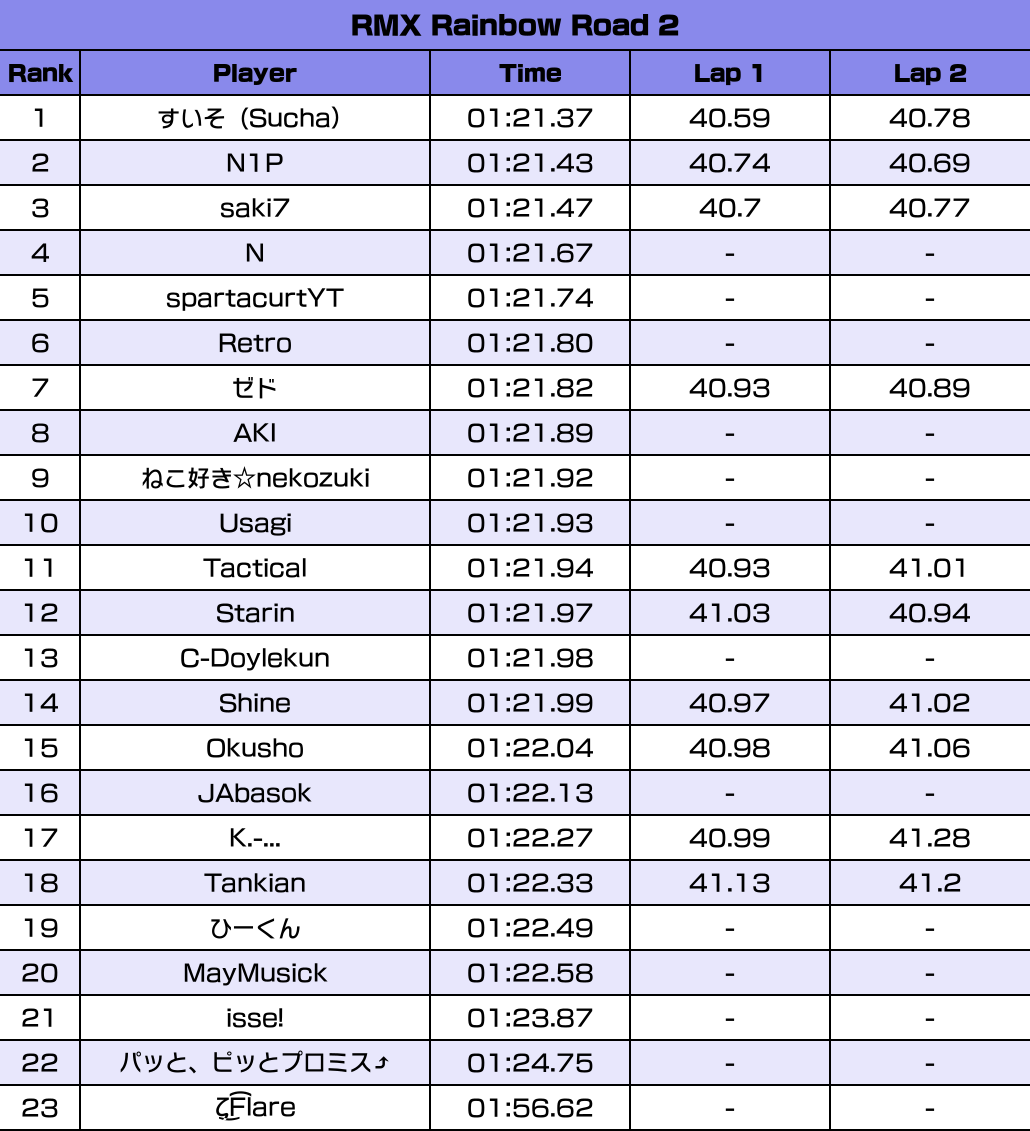 RMX Rainbow Road 2
Rank Player Time Lap 1 Lap 2
1 すいそ（Sucha） 01:21.37 40.59 40.78
2 N1P 01:21.43 40.74 40.69
3 saki7 01:21.47 40.7 40.77
4 N 01:21.67 - -
5 spartacurtYT 01:21.74 - -
6 Retro 01:21.80 - -
7 ゼド 01:21.82 40.93 40.89
8 AKI 01:21.89 - -
9 ねこ好き☆nekozuki 01:21.92 - -
10 Usagi 01:21.93 - -
11 Tactical 01:21.94 40.93 41.01
12 Starin 01:21.97 41.03 40.94
13 C-Doylekun 01:21.98 - -
14 Shine 01:21.99 40.97 41.02
15 Okusho 01:22.04 40.98 41.06
16 JAbasok 01:22.13 - -
17 K.-... 01:22.27 40.99 41.28
18 Tankian 01:22.33 41.13 41.2
19 ひーくん 01:22.49 - -
20 MayMusick 01:22.58 - -
21 isse! 01:23.87 - -
22 パッと、ピッとプロミス⤴ 01:24.75 - -
23 ζ͜͡Flare 01:56.62 - -